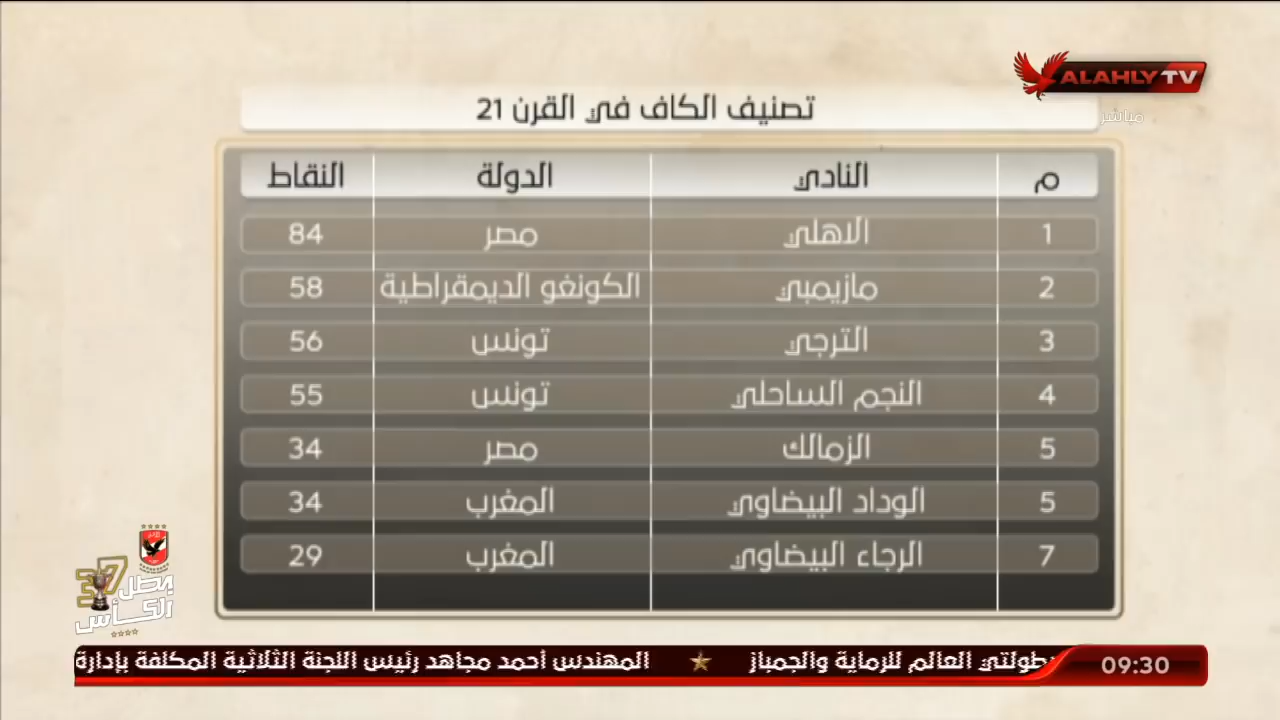 ALAHLY TV
مباشر
تصنيف الكاف في القرن 21
م النادي الدولة النقاط
1 الاهلي مصر 84
2 مازيمبي الكونغو الديمقراطية 58
3 الترجي تونس 56
4 النجم الساحلي تونس 55
5 الزمالك مصر 34
5 الوداد البيضاوي المغرب 34
7 الرجاء البيضاوي المغرب 29
37
بطل
الكأس
09:30 بطولتي العالم للرماية والجمباز ★ المهندس أحمد مجاهد رئيس اللجنة الثلاثية المكلفة بإدارة